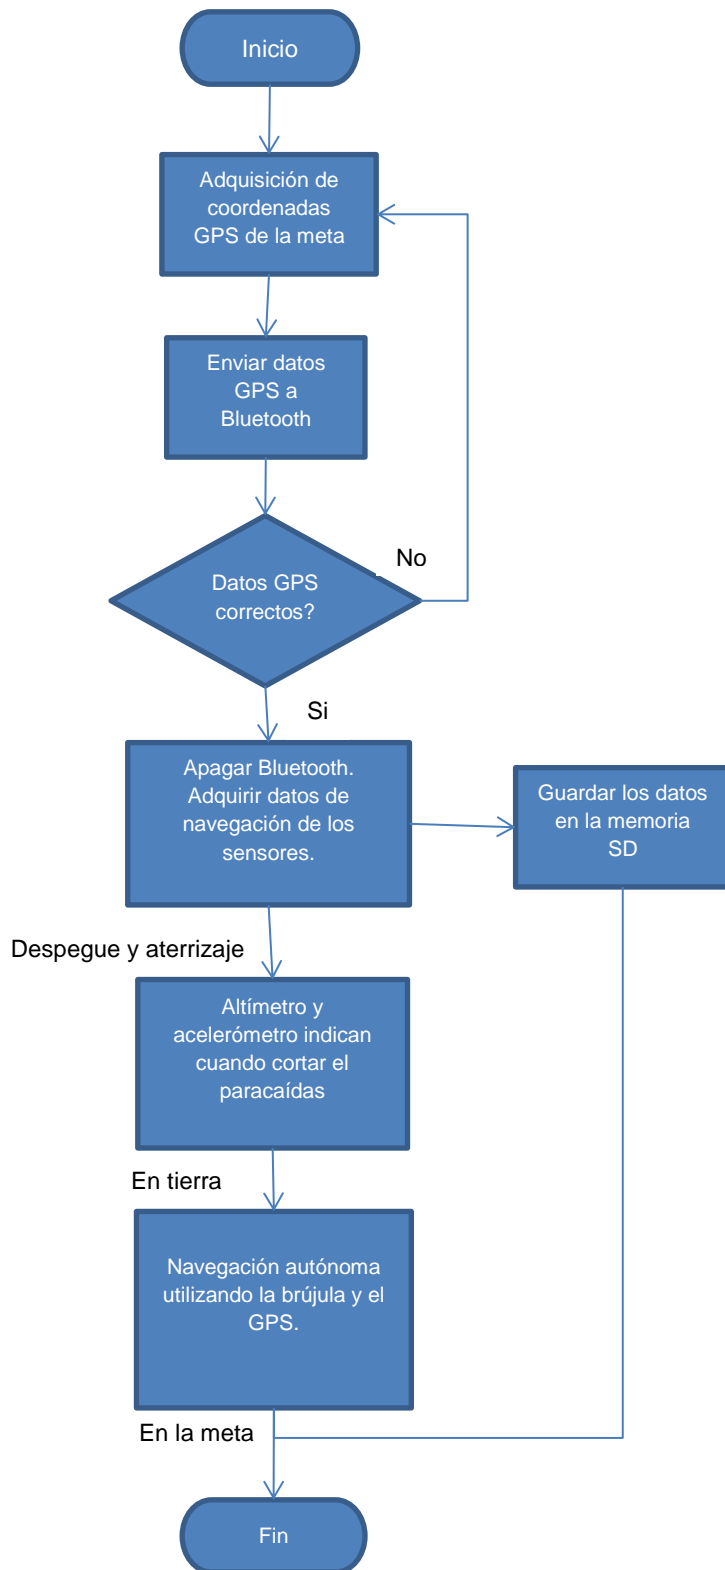 Inicio
Adquisición de
coordenadas
GPS de la meta
Enviar datos
GPS a
Bluetooth
No
Datos GPS
correctos?
Si
Apagar Bluetooth.
Adquirir datos de
navegación de los
sensores.
Guardar los datos
en la memoria
SD
Despegue y aterrizaje
Altímetro y
acelerómetro indican
cuando cortar el
paracaídas
En tierra
Navegación autónoma
utilizando la brújula y el
GPS.
En la meta
Fin